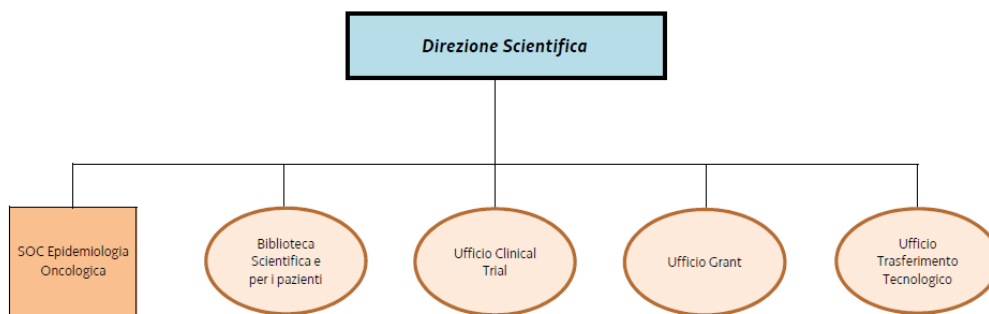 Direzione Scientifica
SOC Epidemiologia
Oncologica
Biblioteca
Scientifica e
per i pazienti
Ufficio Clinical
Trial
Ufficio Grant
Ufficio
Trasferimento
Tecnologico